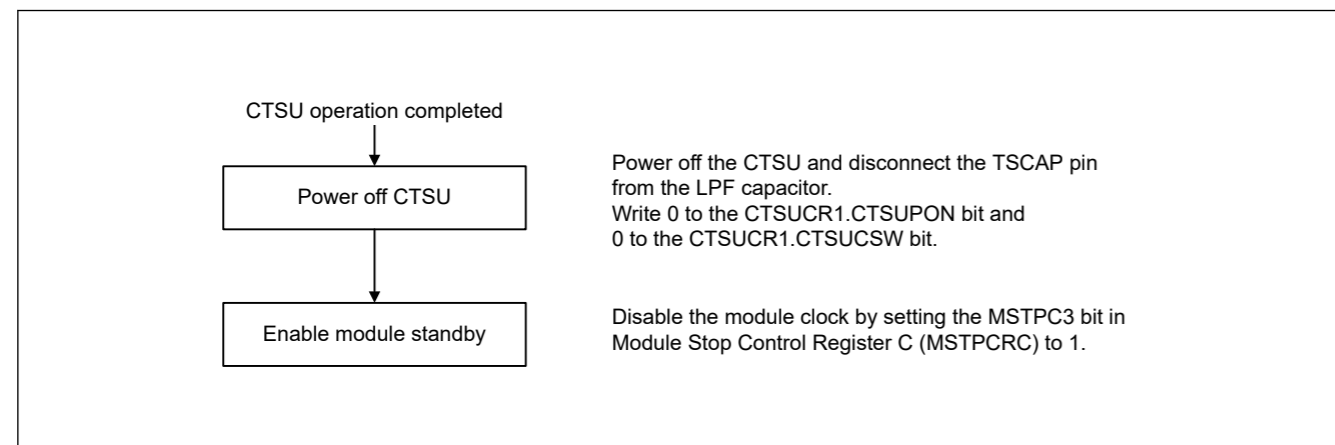 CTSU operation completed
Power off CTSU
Power off the CTSU and disconnect the TSCAP pin
from the LPF capacitor.
Write 0 to the CTSUCR1.CTSUPON bit and
0 to the CTSUCR1.CTSUCSW bit.
Enable module standby
Disable the module clock by setting the MSTPC3 bit in
Module Stop Control Register C (MSTPCRC) to 1.